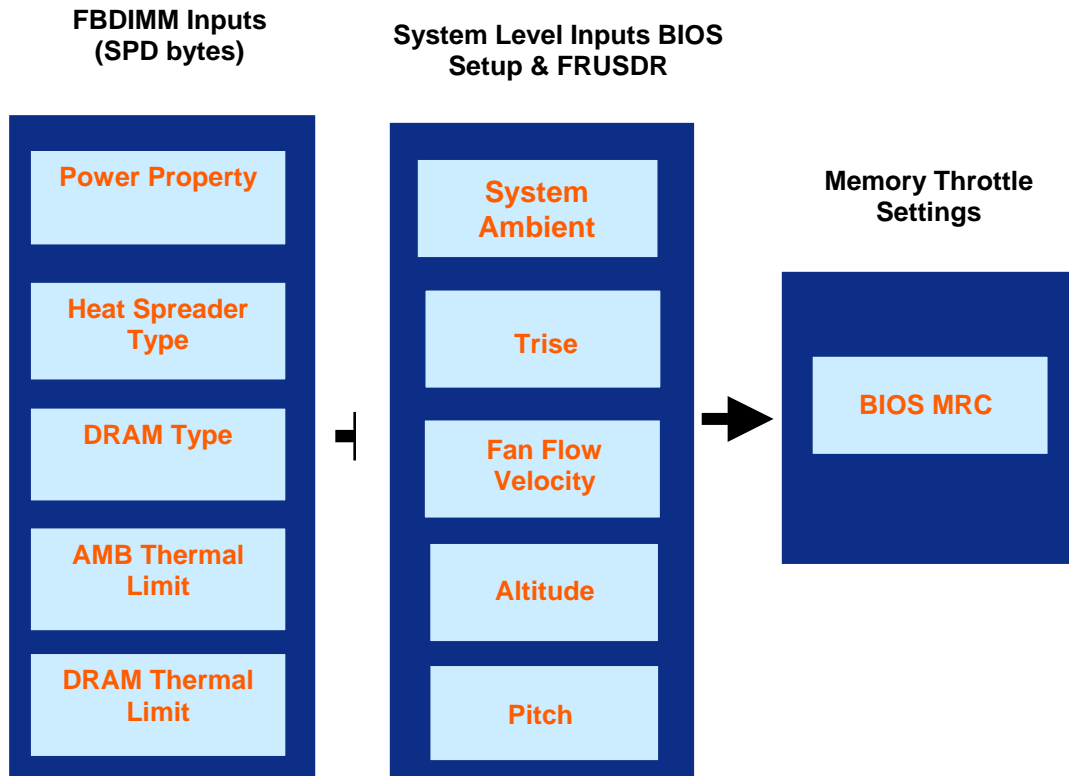 FBDIMM Inputs
(SPD bytes)
Power Property
Heat Spreader
Type
DRAM Type
AMB Thermal
Limit
DRAM Thermal
Limit
System Level Inputs BIOS
Setup & FRUSDR
System
Ambient
Trise
Fan Flow
Velocity
Altitude
Pitch
Memory Throttle
Settings
BIOS MRC